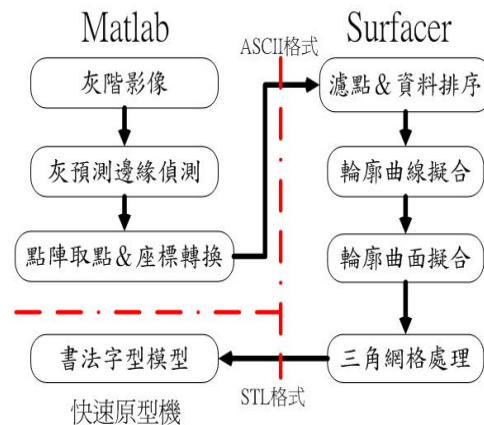 Matlab
ASCII格式
Surfacer
灰階影像
灰預測邊緣偵測
點陣取點&座標轉換
濾點&資料排序
輪廓曲線擬合
輪廓曲面擬合
三角網格處理
STL格式
書法字型模型
快速原型機